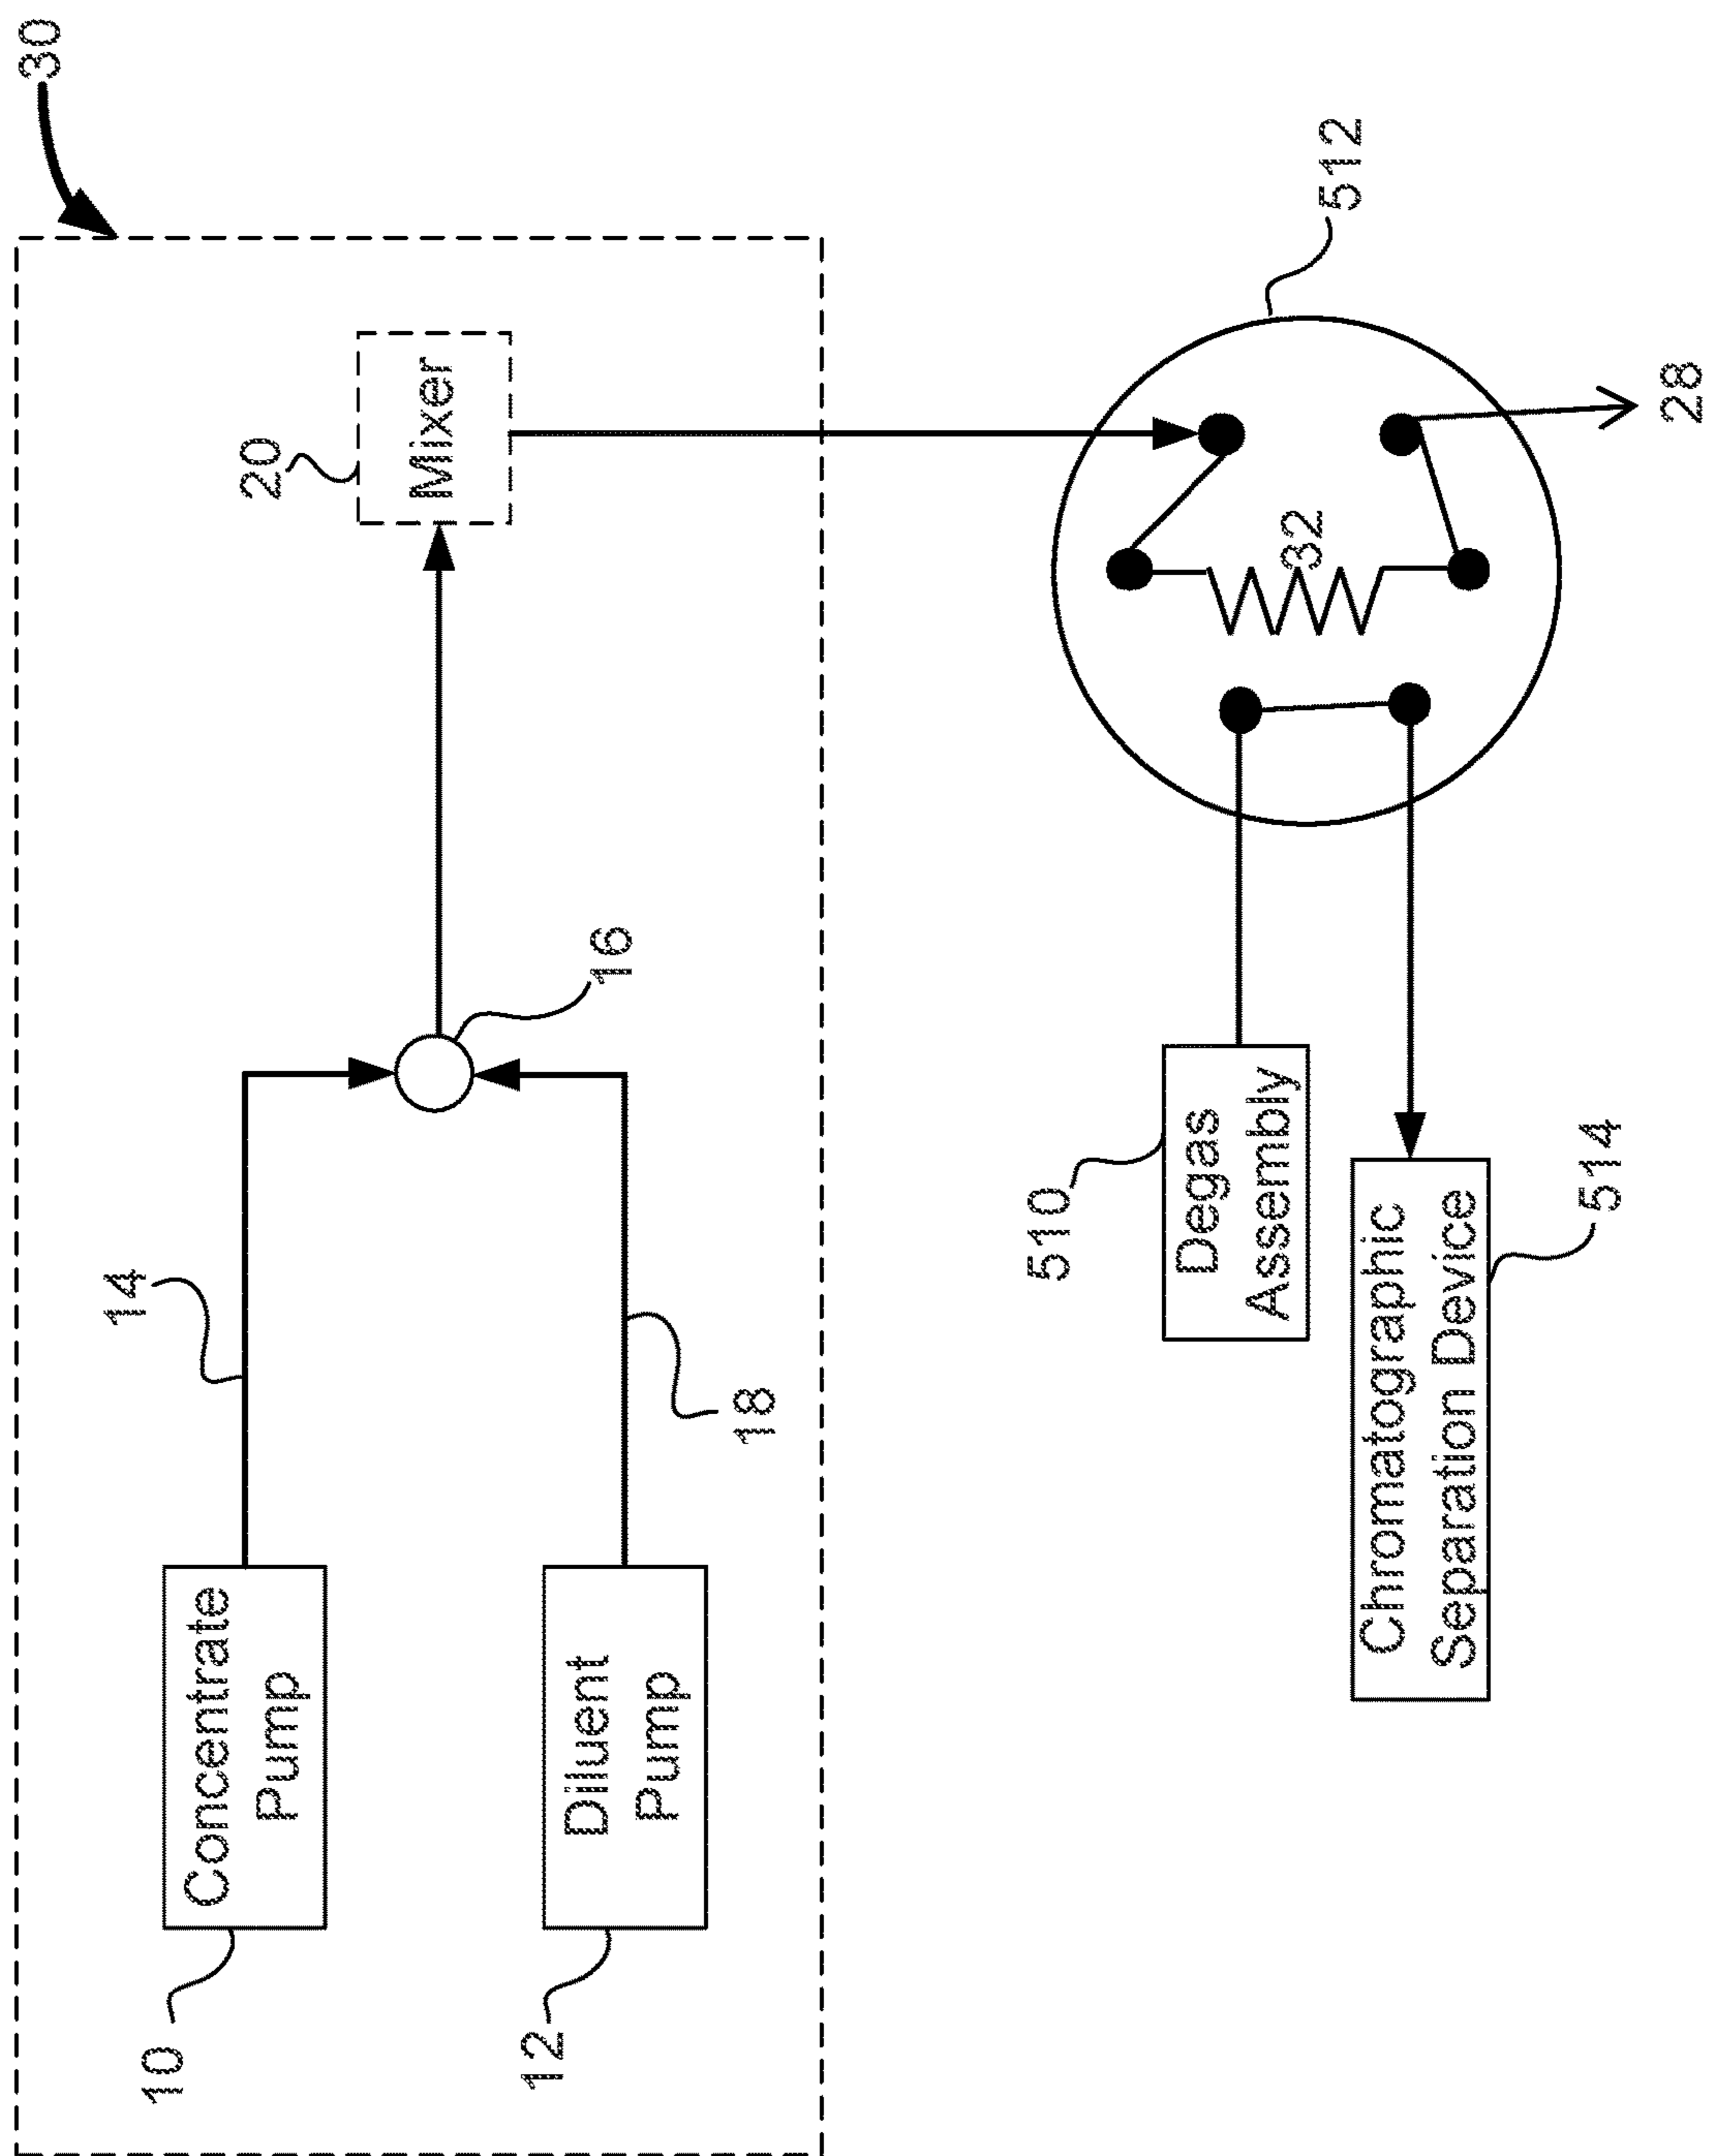 30
10
Concentrate
Pump
14
12
Diluent
Pump
18
16
20
Mixer
512
32
28
510
Degas
Assembly
Chromatographic
Separation Device
514